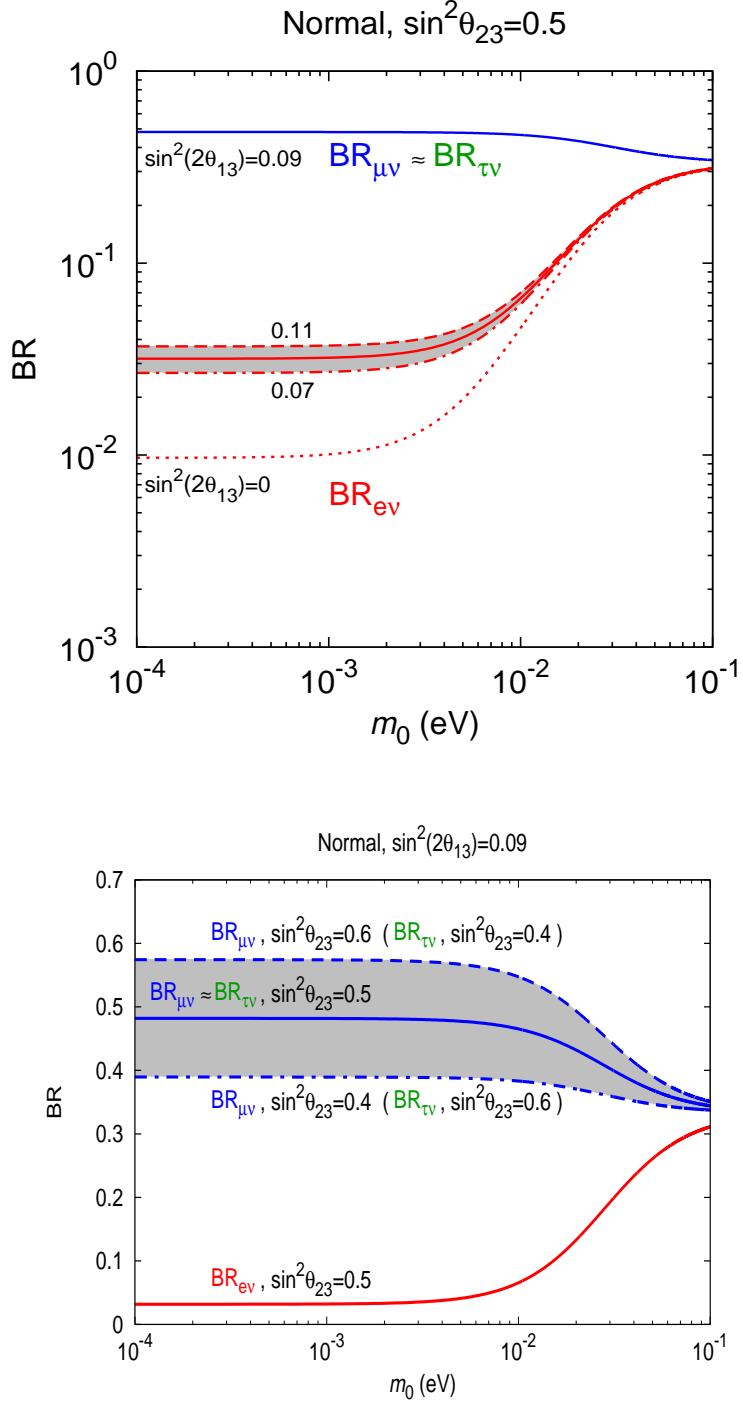 Normal, sin²θ₂₃=0.5
10⁰
sin²(2θ₁₃)=0.09 BR_μν ≈ BR_τν
10⁻¹
0.11
BR
0.07
10⁻²
sin²(2θ₁₃)=0
BR_eν
10⁻³
10⁻⁴ 10⁻³ 10⁻² 10⁻¹
m₀ (eV)
Normal, sin²(2θ₁₃)=0.09
0.7
BR_μν , sin²θ₂₃=0.6 ( BR_τν , sin²θ₂₃=0.4 )
0.6
BR_μν ≈BR_τν , sin²θ₂₃=0.5
0.5
0.4
BR_μν , sin²θ₂₃=0.4 ( BR_τν , sin²θ₂₃=0.6 )
BR
0.3
0.2
0.1
BR_eν , sin²θ₂₃=0.5
0
10⁻⁴ 10⁻³ 10⁻² 10⁻¹
m₀ (eV)